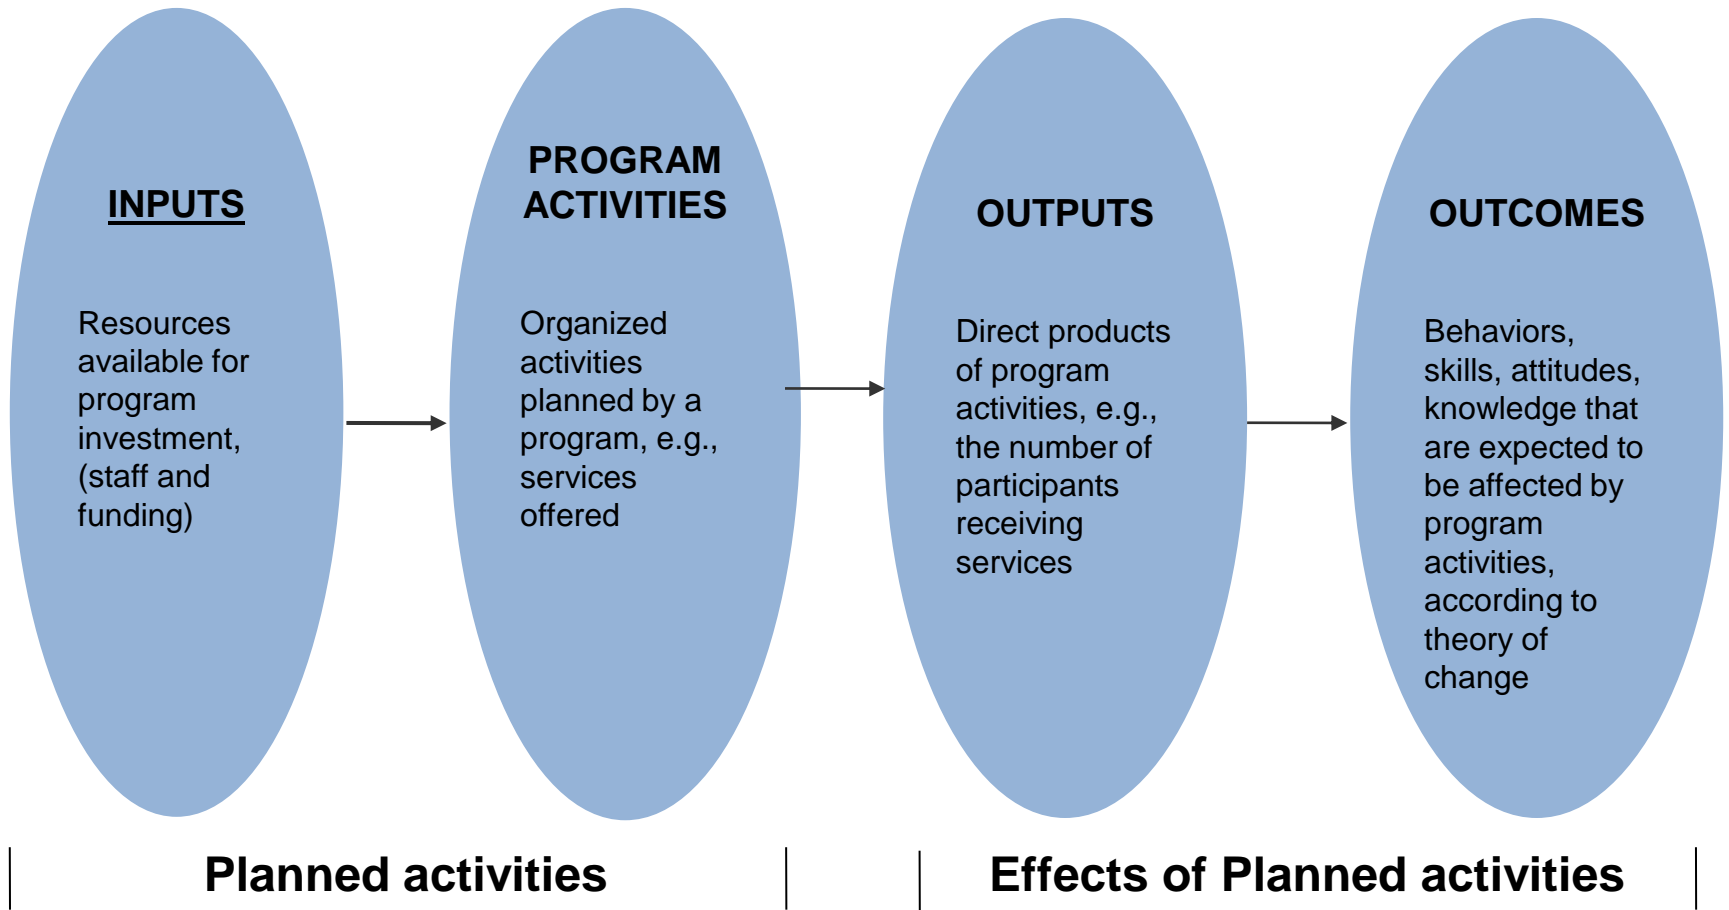 INPUTS
Resources
available for
program
investment,
(staff and
funding)
PROGRAM
ACTIVITIES
Organized
activities
planned by a
program, e.g.,
services
offered
OUTPUTS
Direct products
of program
activities, e.g.,
the number of
participants
receiving
services
OUTCOMES
Behaviors,
skills, attitudes,
knowledge that
are expected to
be affected by
program
activities,
according to
theory of
change
Planned activities
Effects of Planned activities